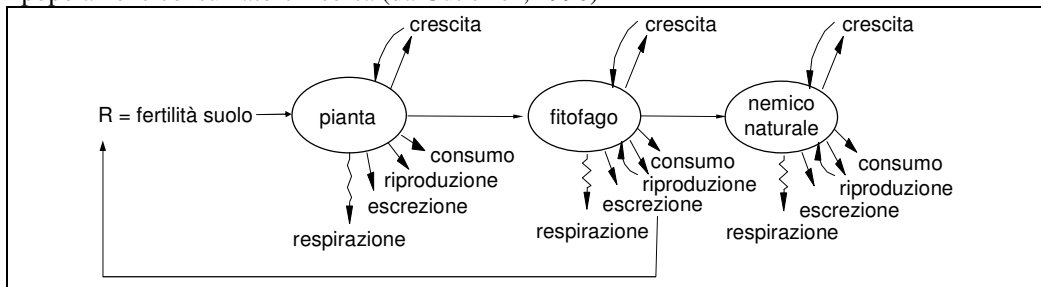 crescita crescita crescita
R = fertilità suolo pianta fitofago nemico
naturale
consumo consumo consumo
riproduzione riproduzione riproduzione
escrezione escrezione escrezione
respirazione respirazione respirazione